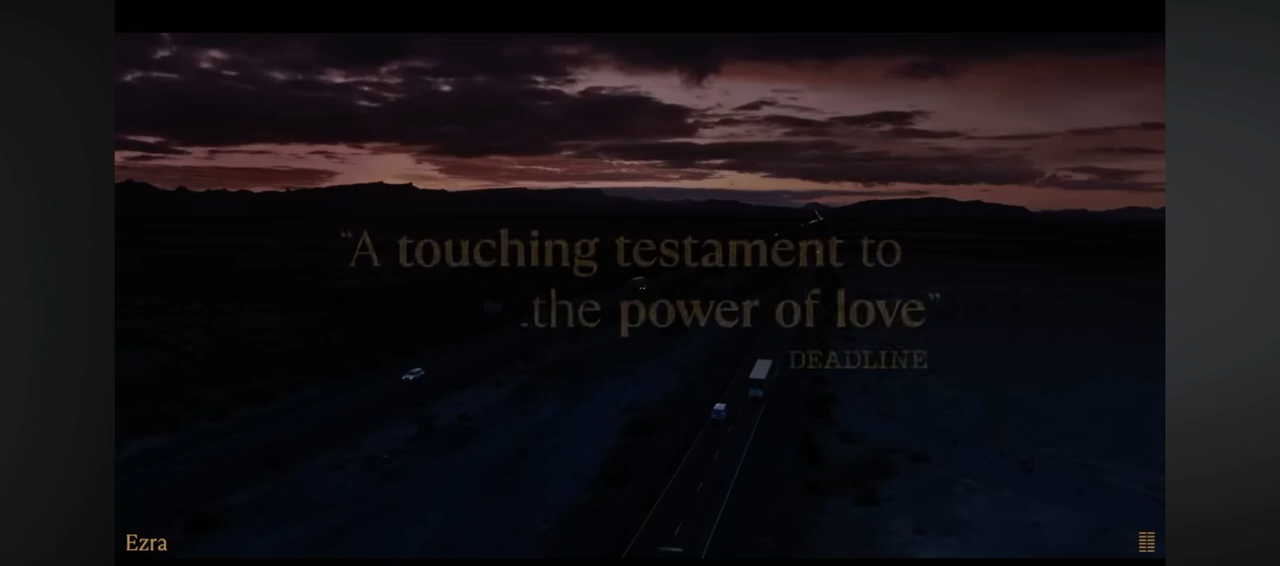 “A touching testament to
the power of love”
DEADLINE
Ezra